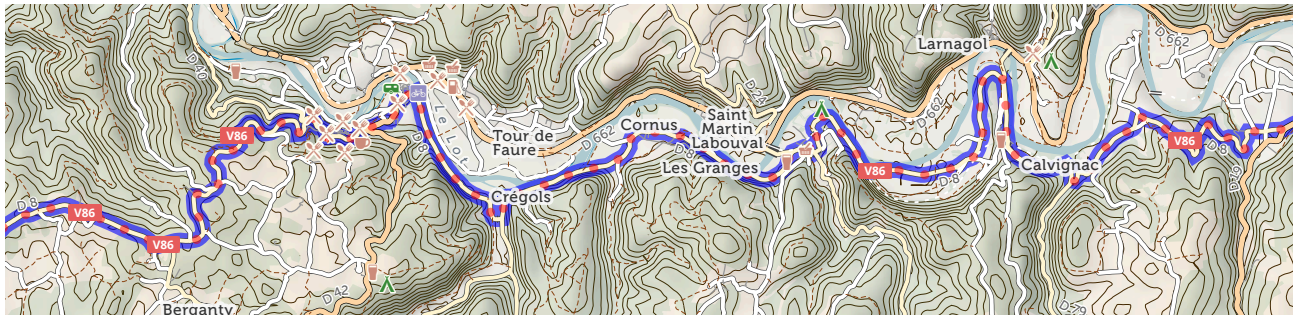 D 662
Larnagol
D 40
D 24
D 662
Saint
Martin
Labouval
Cornus
Le Lot
Tour de
Faure
D 662
V86
D 8
V86
D 8
Les Granges
V86
D 8
Calvignac
Crégols
D 8
V86
V86
D 42
Berganty